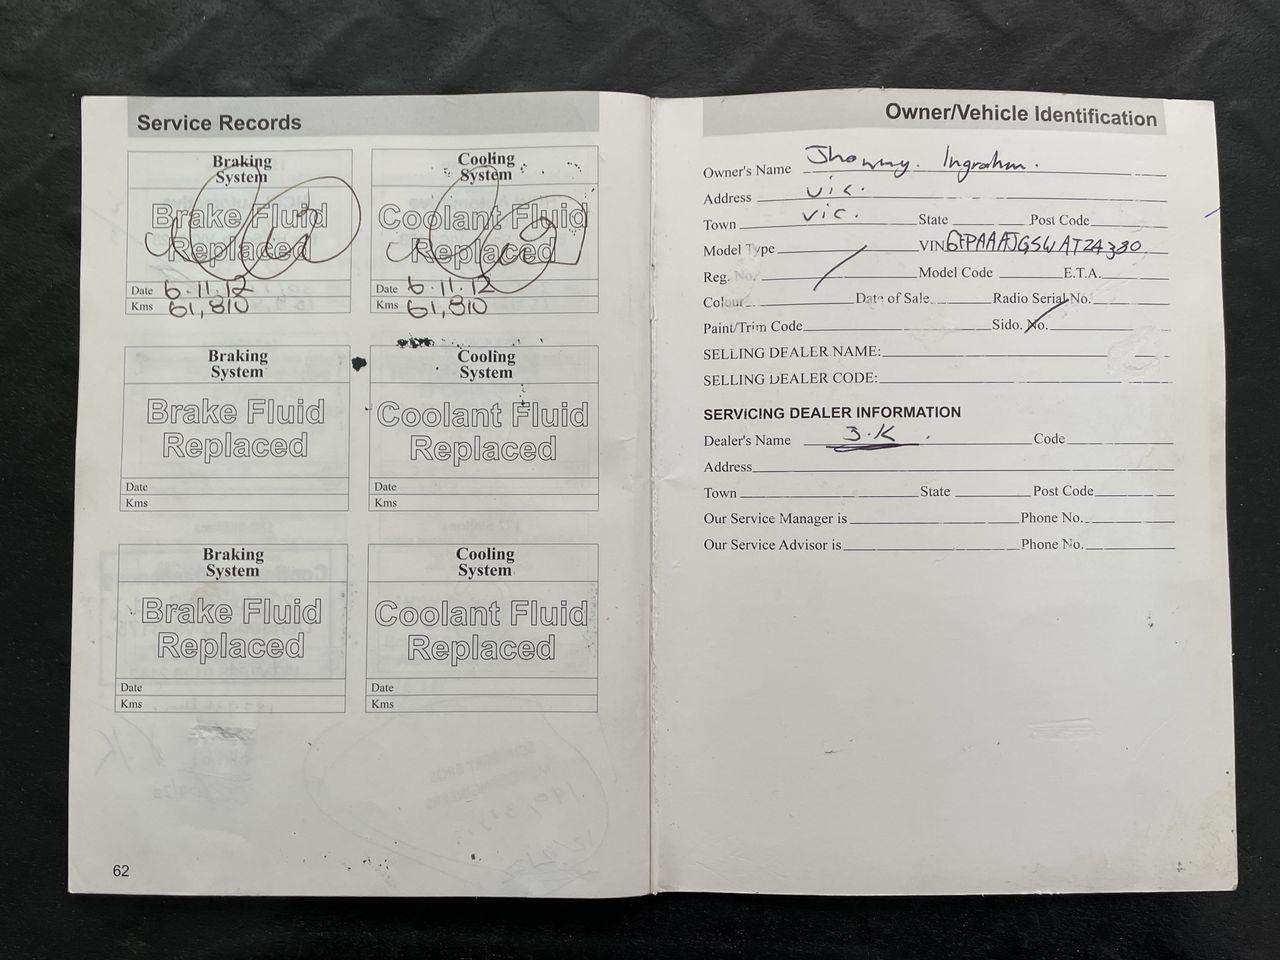 Service Records
Braking System
Brake Fluid Replaced
Date 6.11.12
Kms 61,810
Cooling System
Coolant Fluid Replaced
Date 6.11.12
Kms 61,810
Braking System
Brake Fluid Replaced
Date
Kms
Cooling System
Coolant Fluid Replaced
Date
Kms
Braking System
Brake Fluid Replaced
Date
Kms
Cooling System
Coolant Fluid Replaced
Date
Kms
62
Owner/Vehicle Identification
Owner's Name Jhonny. Ingrahm.
Address Vic.
Town Vic. State Post Code
Model Type VIN 6FPAAAJGSWAT24380
Reg. No. Model Code E.T.A.
Colour Date of Sale Radio Serial No.
Paint/Trim Code Sido. No.
SELLING DEALER NAME:
SELLING DEALER CODE:
SERVICING DEALER INFORMATION
Dealer's Name J.K. Code
Address
Town State Post Code
Our Service Manager is Phone No.
Our Service Advisor is Phone No.